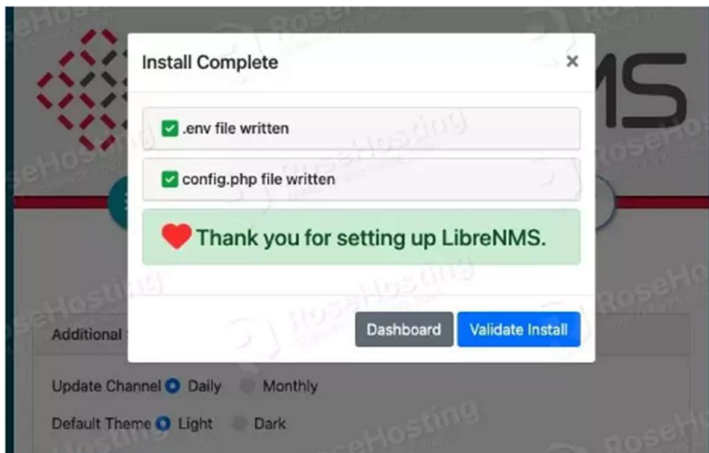 Install Complete
.env file written
config.php file written
Thank you for setting up LibreNMS.
Dashboard Validate Install
Additional
Update Channel Daily Monthly
Default Theme Light Dark
RoseHosting